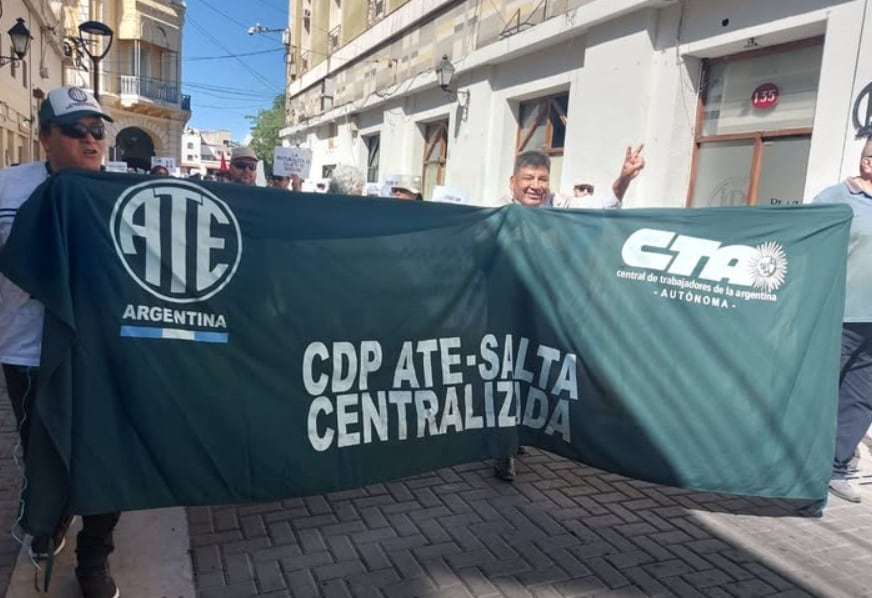 ATE
ARGENTINA
CTA
central de trabajadores de la argentina
- AUTÓNOMA -
CDP ATE-SALTA
CENTRALIZADA
135